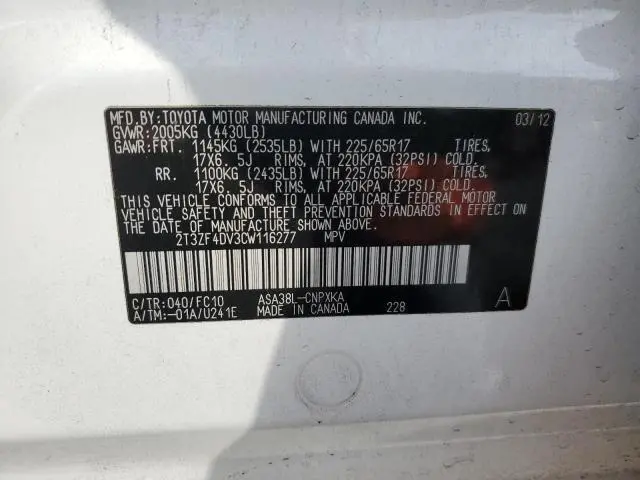 MFD.BY:TOYOTA MOTOR MANUFACTURING CANADA INC. 03/12
GVWR:2005KG (4430LB)
GAWR:FRT. 1145KG (2535LB) WITH 225/65R17 TIRES,
17X6.5J RIMS, AT 220KPA (32PSI) COLD.
RR. 1100KG (2435LB) WITH 225/65R17 TIRES,
17X6.5J RIMS, AT 220KPA (32PSI) COLD.
THIS VEHICLE CONFORMS TO ALL APPLICABLE FEDERAL MOTOR
VEHICLE SAFETY AND THEFT PREVENTION STANDARDS IN EFFECT
ON THE DATE OF MANUFACTURE SHOWN ABOVE.
2T3ZF4DV3CW116277 MPV
C/TR:040/FC10 ASA38L-CNPXKA
A/TM:-01A/U241E MADE IN CANADA 228 A